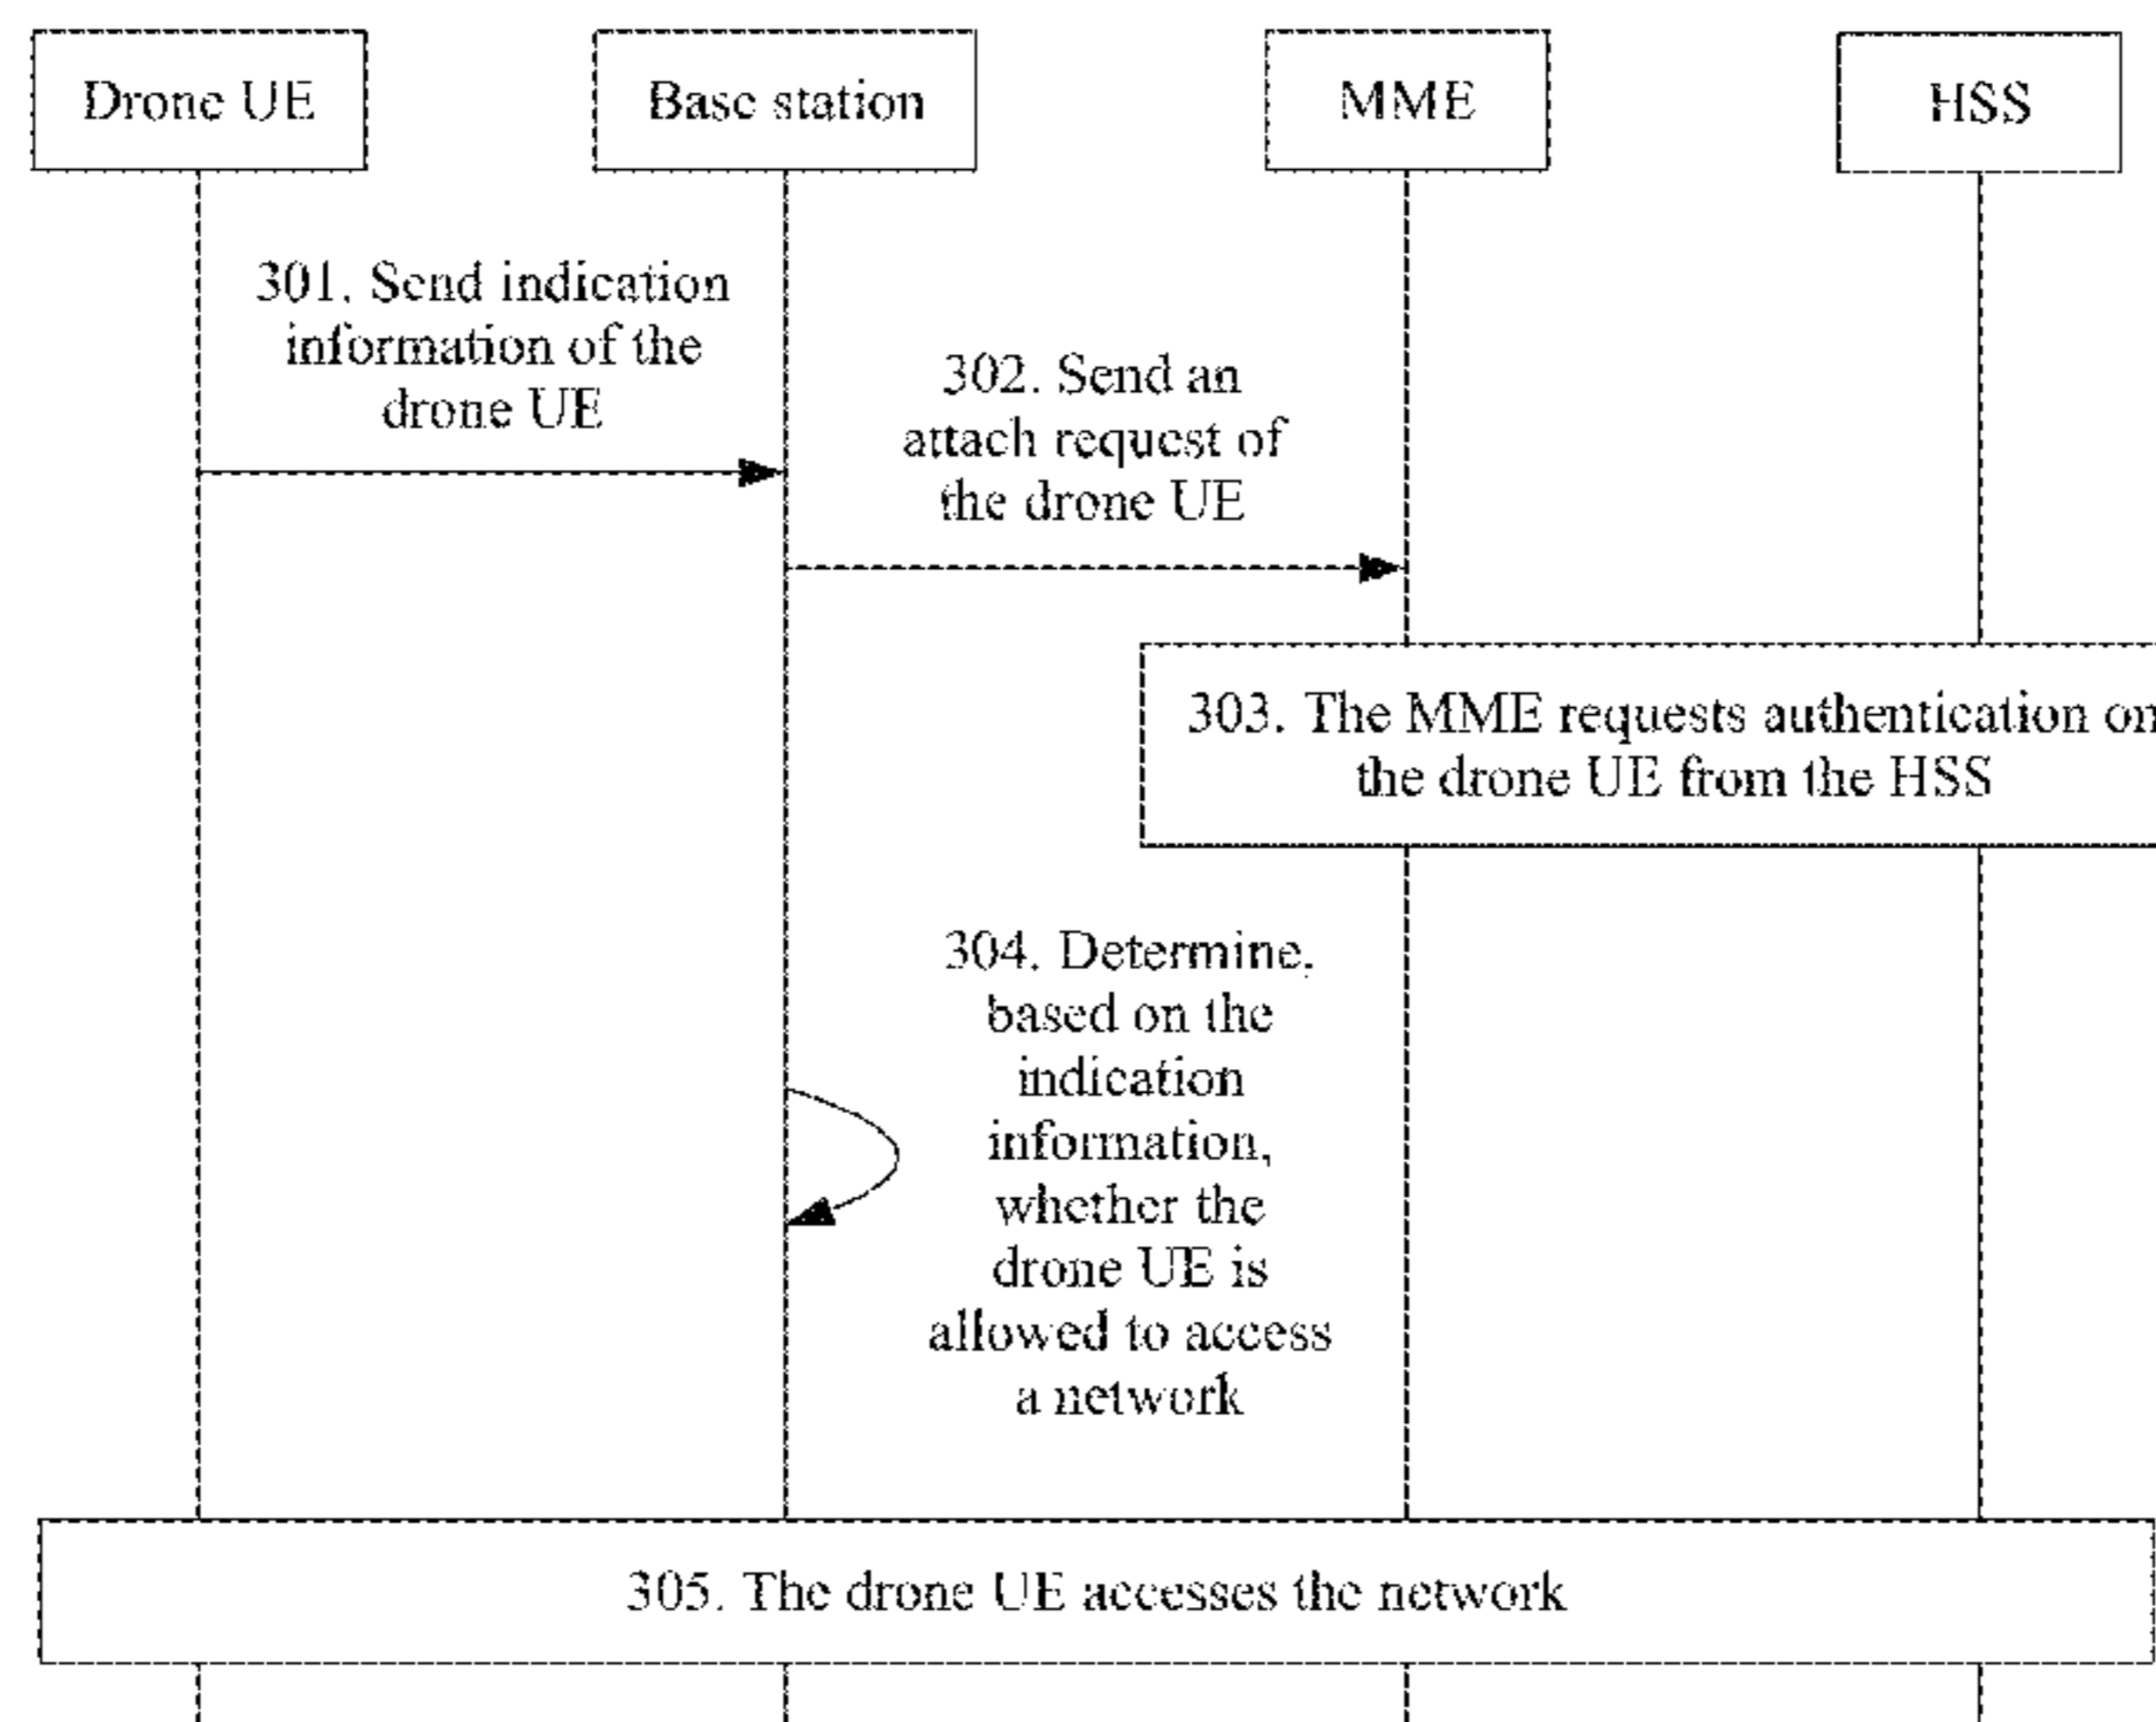 Drone UE
Base station
MME
HSS
301. Send indication
information of the
drone UE
302. Send an
attach request of
the drone UE
303. The MME requests authentication on
the drone UE from the HSS
304. Determine,
based on the
indication
information,
whether the
drone UE is
allowed to access
a network
305. The drone UE accesses the network